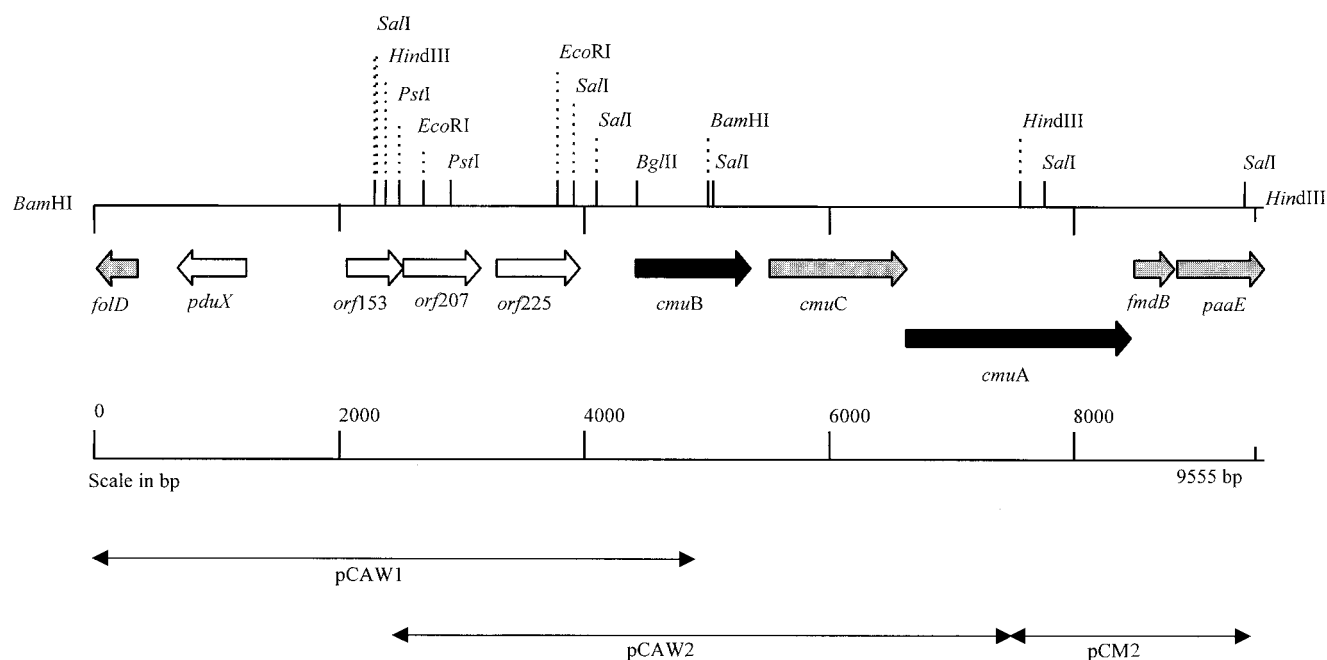 SalI
HindIII
EcoRI
PstI
SalI
EcoRI
SalI
BamHI
HindIII
PstI
BglII
SalI
SalI
SalI
BamHI
HindIII
folD
pduX
orf153
orf207
orf225
cmuB
cmuC
fmdB
paaE
cmuA
0
2000
4000
6000
8000
Scale in bp
9555 bp
pCAW1
pCAW2
pCM2